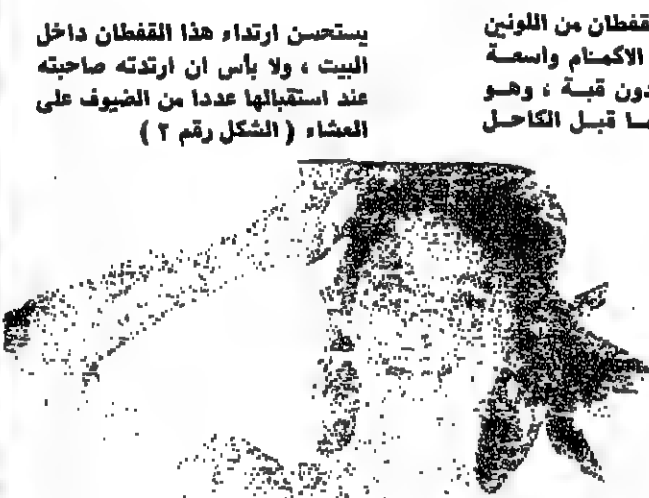 قفطان من اللونين
الاكمام واسعة
دون قبة ، وهو
ما قبل الكاحل
يستحسن ارتداء هذا القفطان داخل
البيت ، ولا بأس ان ارتدته صاحبته
عند استقبالها عددا من الضيوف على
العشاء ( الشكل رقم ٢ )